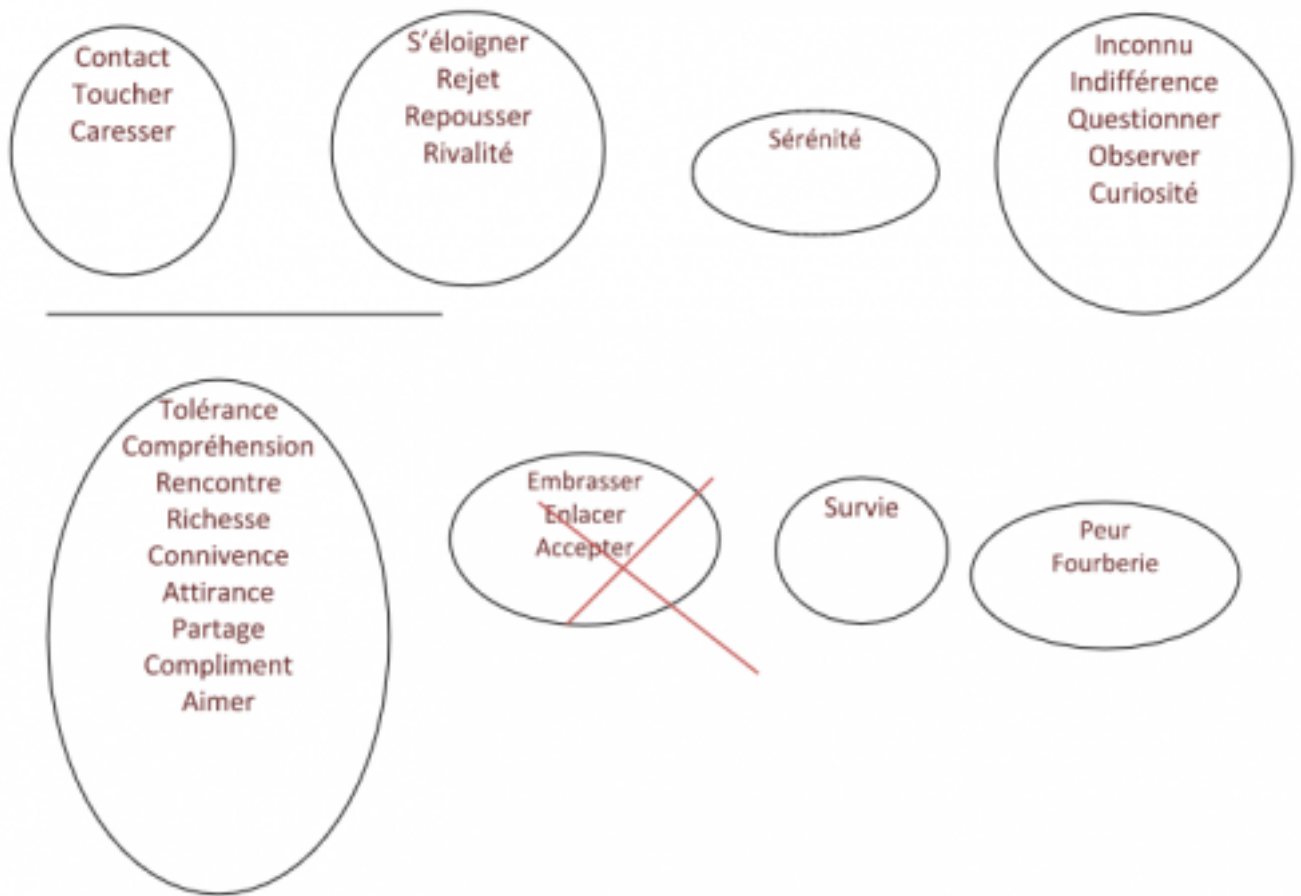 Contact
Toucher
Caresser
S'éloigner
Rejet
Repousser
Rivalité
Sérénité
Inconnu
Indifférence
Questionner
Observer
Curiosité
Tolérance
Compréhension
Rencontre
Richesse
Connivence
Attirance
Partage
Compliment
Aimer
Embrasser
Enlacer
Accepter
Survie
Peur
Fourberie